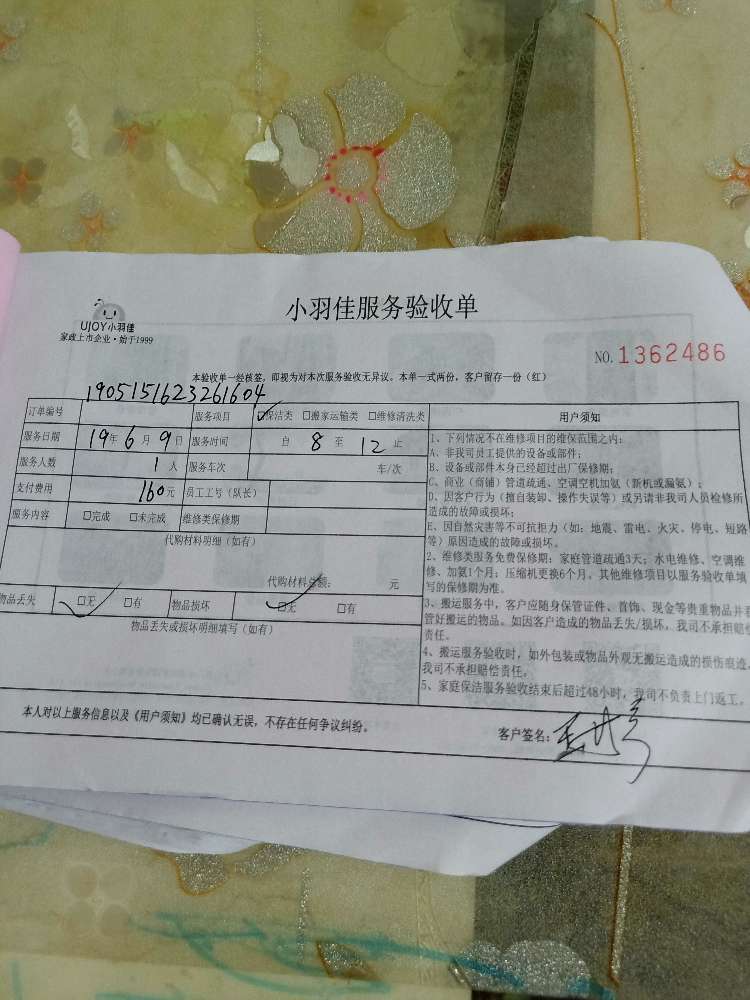 小羽佳服务验收单
UJOY小羽佳
家政上市企业·始于1999
NO.1362486
本验收单一经核签，即视为对本次服务验收无异议。本单一式两份，客户留存一份（红）
订单编号 1905151623261604 服务项目 ☑保洁类 □搬家运输类 □维修清洗类
服务日期 19年6月9日 服务时间 自 8 至 12 止
服务人数 1人 服务车次 车/次
支付费用 160元 员工工号（队长）
服务内容 □完成 □未完成 维修类保修期
代购材料明细（如有）
代购材料总额： 元
物品丢失 ☑无 □有 物品损坏 ☑无 □有
物品丢失或损坏明细填写（如有）
用户须知
1、下列情况不在维修项目的维保范围之内：
A、非我司员工提供的设备或部件；
B、设备或部件本身已经超过出厂保修期；
C、商业（商铺）管道疏通、空调空机加氨（新机或漏氨）；
D、因客户行为（擅自装卸、操作失误等）或另请非我司人员检修所
造成的故障或损坏；
E、因自然灾害等不可抗拒力（如：地震、雷电、火灾、停电、短路
等）原因造成的故障或损坏。
2、维修类服务免费保修期：家庭管道疏通3天；水电维修、空调维
修、加氨1个月；压缩机更换6个月，其他维修项目以服务验收单填
写的保修期为准。
3、搬运服务中，客户应随身保管证件、首饰、现金等贵重物品并
管好搬运的物品。如因客户造成的物品丢失/损坏，我司不承担赔偿
责任。
4、搬运服务验收时，如外包装或物品外观无搬运造成的损伤痕迹，
我司不承担赔偿责任。
5、家庭保洁服务验收结束后超过48小时，我司不负责上门返工。
本人对以上服务信息以及《用户须知》均已确认无误，不存在任何争议纠纷。
客户签名：